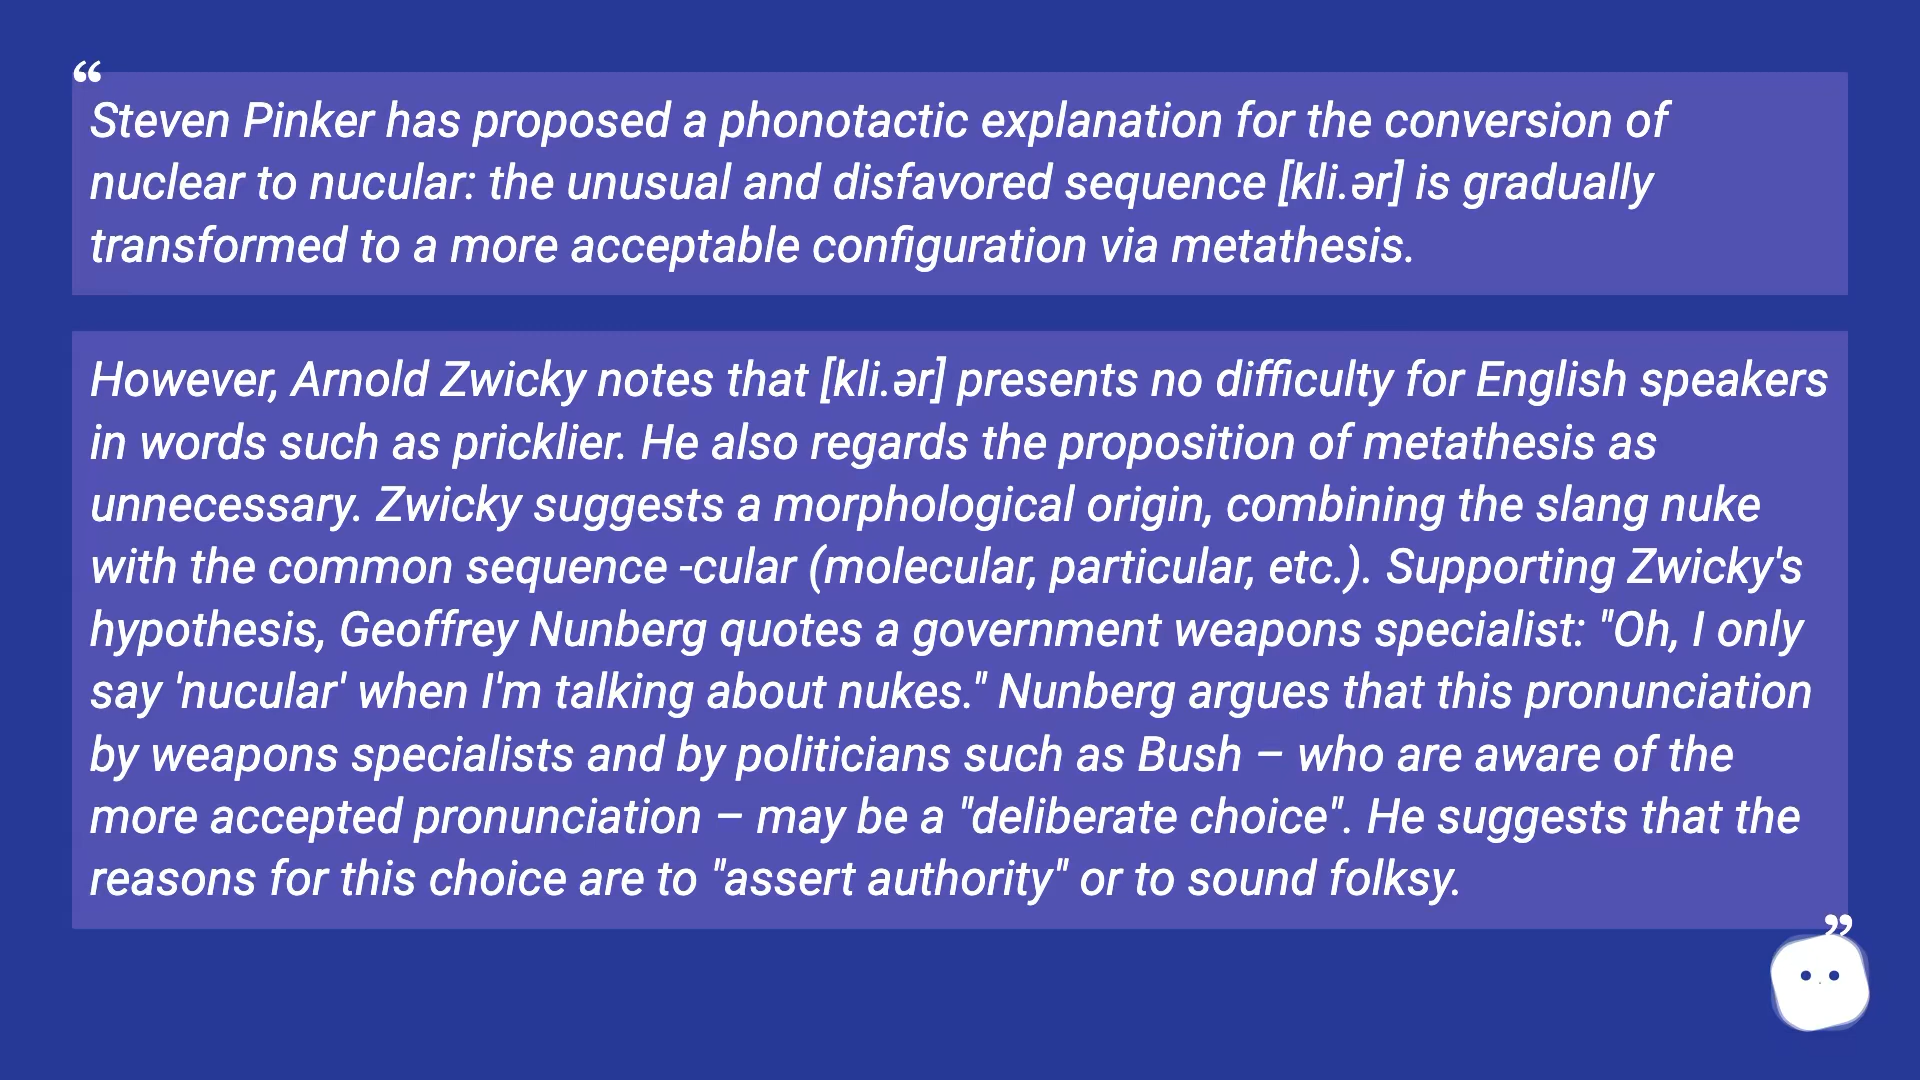 “
Steven Pinker has proposed a phonotactic explanation for the conversion of
nuclear to nucular: the unusual and disfavored sequence [kli.ər] is gradually
transformed to a more acceptable configuration via metathesis.
However, Arnold Zwicky notes that [kli.ər] presents no difficulty for English speakers
in words such as pricklier. He also regards the proposition of metathesis as
unnecessary. Zwicky suggests a morphological origin, combining the slang nuke
with the common sequence -cular (molecular, particular, etc.). Supporting Zwicky's
hypothesis, Geoffrey Nunberg quotes a government weapons specialist: "Oh, I only
say 'nucular' when I'm talking about nukes." Nunberg argues that this pronunciation
by weapons specialists and by politicians such as Bush – who are aware of the
more accepted pronunciation – may be a "deliberate choice". He suggests that the
reasons for this choice are to "assert authority" or to sound folksy.
”